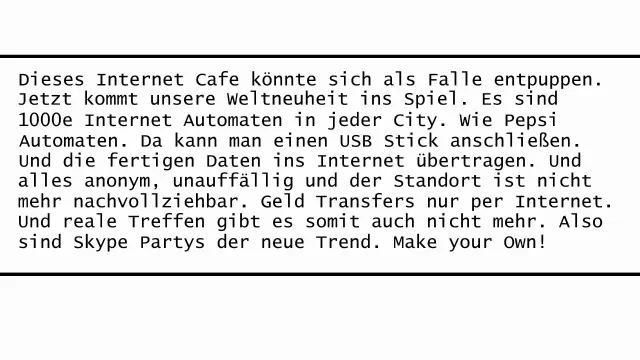 Dieses Internet Cafe könnte sich als Falle entpuppen.
Jetzt kommt unsere Weltneuheit ins Spiel. Es sind
1000e Internet Automaten in jeder City. Wie Pepsi
Automaten. Da kann man einen USB Stick anschließen.
Und die fertigen Daten ins Internet übertragen. Und
alles anonym, unauffällig und der Standort ist nicht
mehr nachvollziehbar. Geld Transfers nur per Internet.
Und reale Treffen gibt es somit auch nicht mehr. Also
sind Skype Partys der neue Trend. Make your Own!